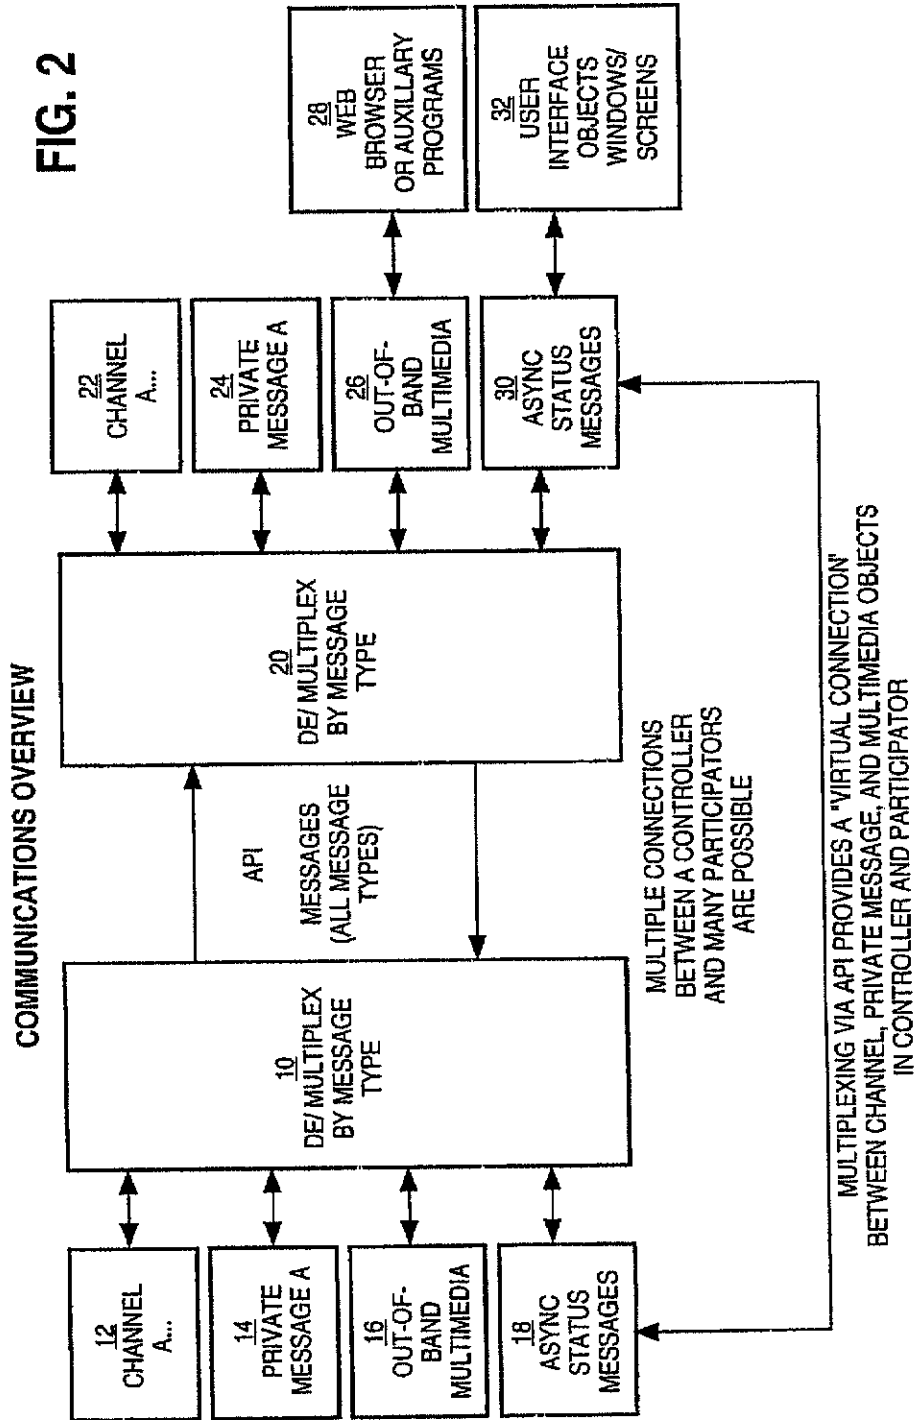 FIG. 2
COMMUNICATIONS OVERVIEW
12
CHANNEL
A...
14
PRIVATE
MESSAGE A
16
OUT-OF-
BAND
MULTIMEDIA
18
ASYNC
STATUS
MESSAGES
10
DE/ MULTIPLEX
BY MESSAGE
TYPE
API
MESSAGES
(ALL MESSAGE
TYPES)
MULTIPLE CONNECTIONS
BETWEEN A CONTROLLER
AND MANY PARTICIPATORS
ARE POSSIBLE
20
DE/ MULTIPLEX
BY MESSAGE
TYPE
22
CHANNEL
A...
24
PRIVATE
MESSAGE A
26
OUT-OF-
BAND
MULTIMEDIA
30
ASYNC
STATUS
MESSAGES
28
WEB
BROWSER
OR AUXILLARY
PROGRAMS
32
USER
INTERFACE
OBJECTS
WINDOWS/
SCREENS
MULTIPLEXING VIA API PROVIDES A "VIRTUAL CONNECTION'
BETWEEN CHANNEL, PRIVATE MESSAGE, AND MULTIMEDIA OBJECTS
IN CONTROLLER AND PARTICIPATOR